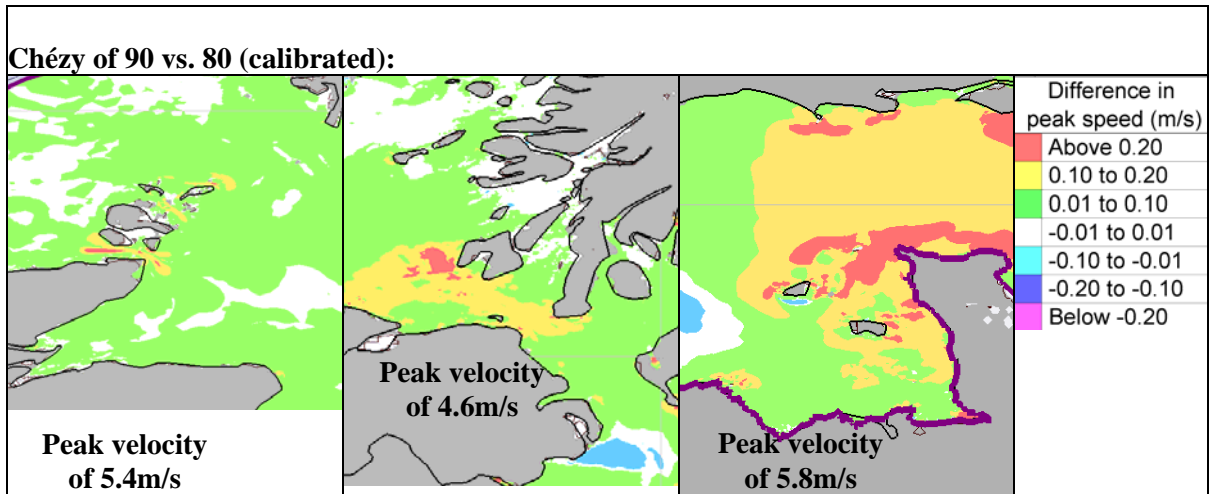 Chézy of 90 vs. 80 (calibrated):
Peak velocity
of 5.4m/s
Peak velocity
of 4.6m/s
Peak velocity
of 5.8m/s
Difference in
peak speed (m/s)
Above 0.20
0.10 to 0.20
0.01 to 0.10
-0.01 to 0.01
-0.10 to -0.01
-0.20 to -0.10
Below -0.20